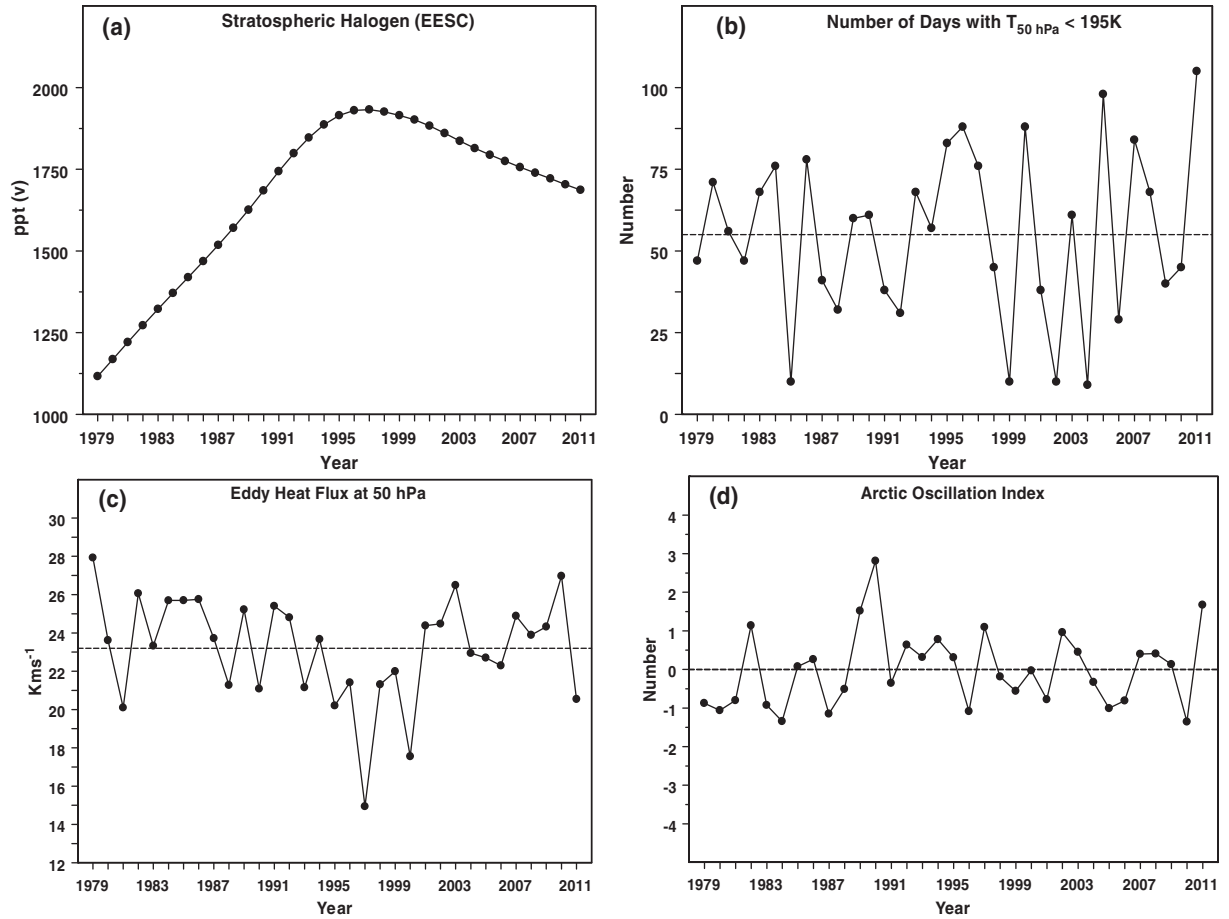 (a)
Stratospheric Halogen (EESC)
ppt (v)
2000
1750
1500
1250
1000
1979 1983 1987 1991 1995 1999 2003 2007 2011
Year
(b)
Number of Days with T50 hPa < 195K
Number
100
75
50
25
0
1979 1983 1987 1991 1995 1999 2003 2007 2011
Year
(c)
Eddy Heat Flux at 50 hPa
Kms-1
30
28
26
24
22
20
18
16
14
12
1979 1983 1987 1991 1995 1999 2003 2007 2011
Year
(d)
Arctic Oscillation Index
Number
4
3
2
1
0
-1
-2
-3
-4
1979 1983 1987 1991 1995 1999 2003 2007 2011
Year